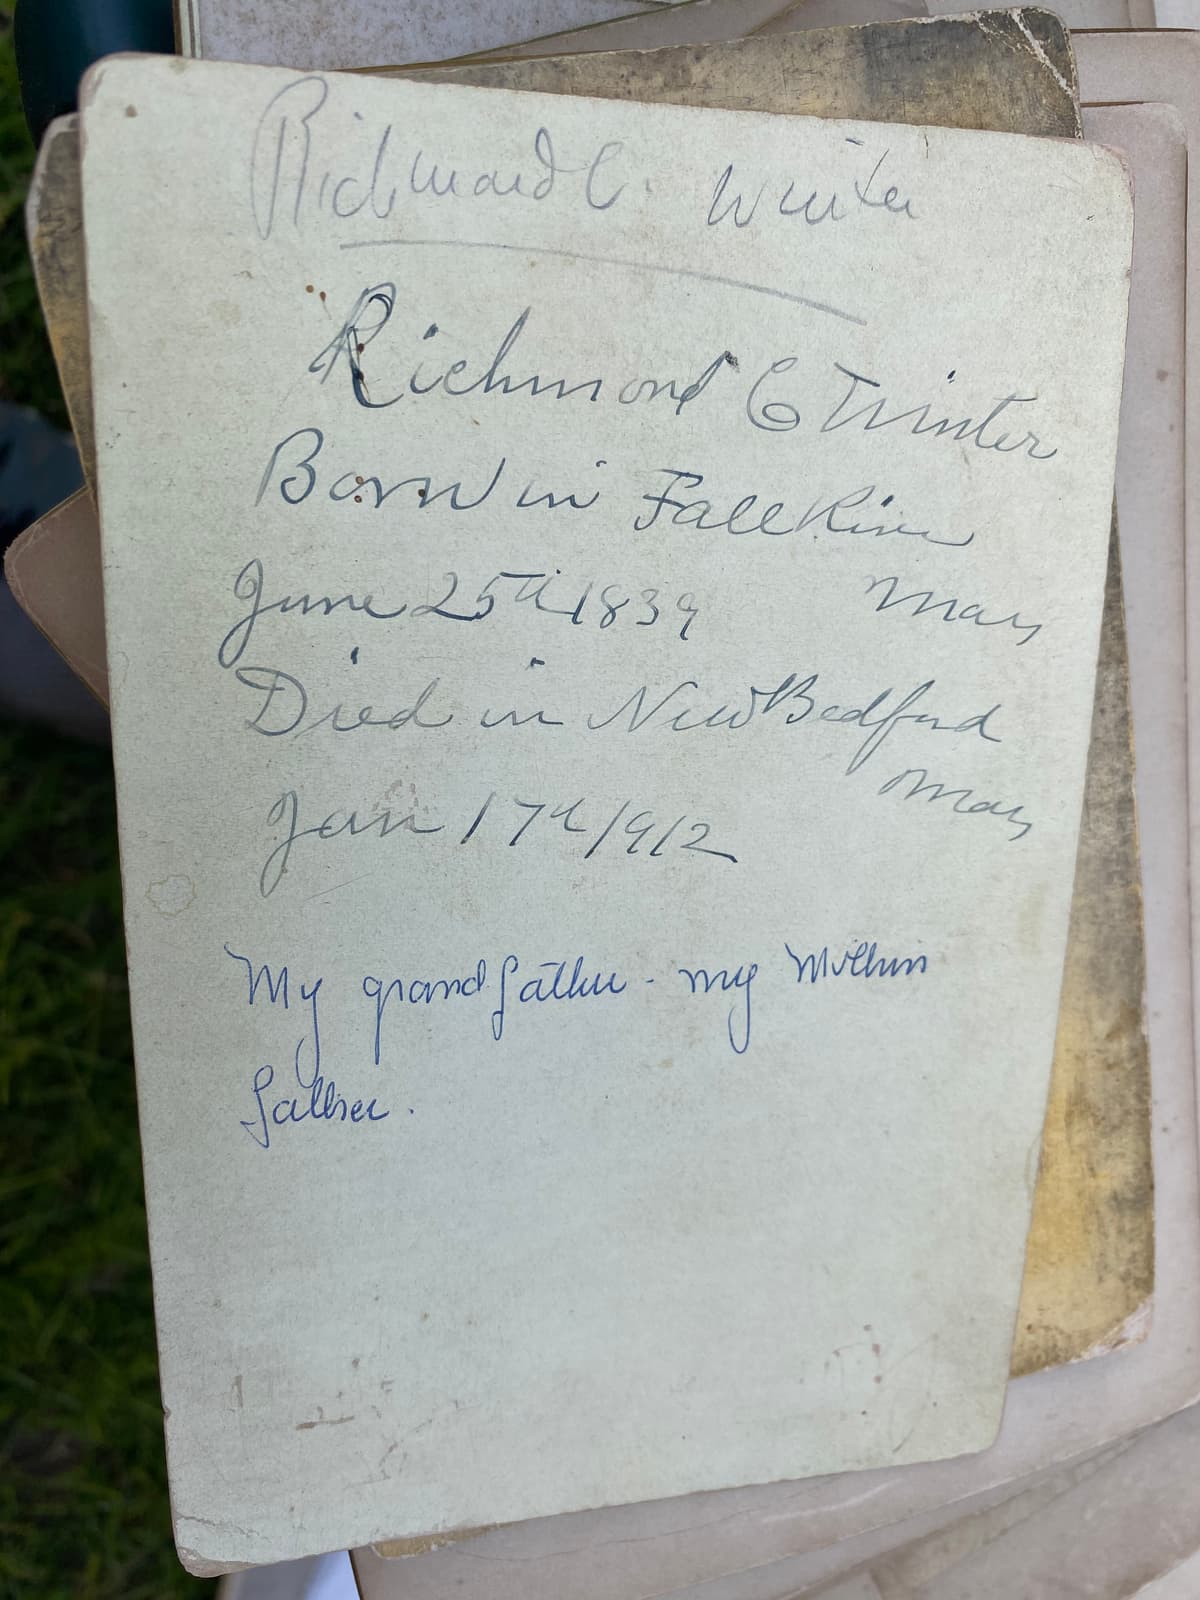 Richmond C. Winter
Richmond C Winter
Born in Fall River
Mass
June 25th 1839
Died in New Bedford
Mass
Jan 17th 1912
My grandfather - my Mothers
father.